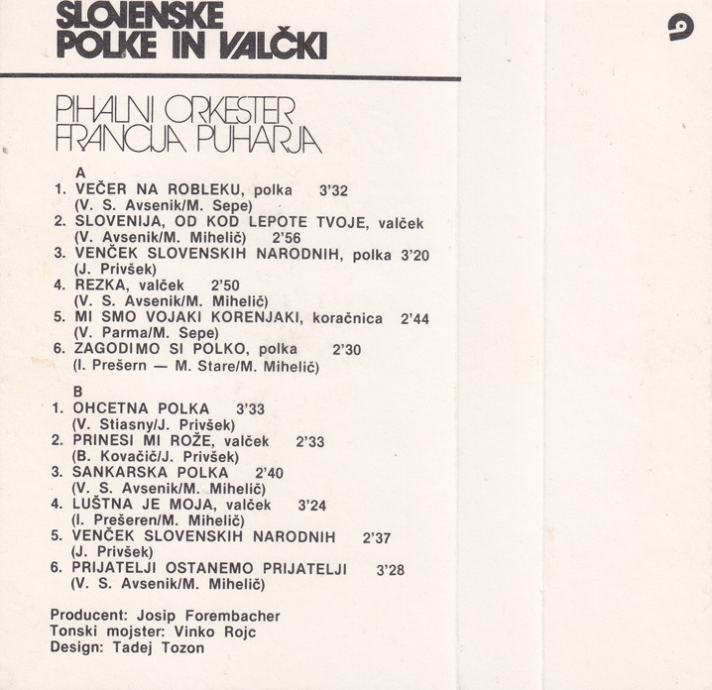 SLOVENSKE
POLKE IN VALČKI
PIHALNI ORKESTER
FRANCIJA PUHARJA
A
1. VEČER NA ROBLEKU, polka 3'32
(V. S. Avsenik/M. Sepe)
2. SLOVENIJA, OD KOD LEPOTE TVOJE, valček
(V. Avsenik/M. Mihelič) 2'56
3. VENČEK SLOVENSKIH NARODNIH, polka 3'20
(J. Privšek)
4. REZKA, valček 2'50
(V. S. Avsenik/M. Mihelič)
5. MI SMO VOJAKI KORENJAKI, koračnica 2'44
(V. Parma/M. Sepe)
6. ZAGODIMO SI POLKO, polka 2'30
(I. Prešern — M. Stare/M. Mihelič)
B
1. OHCETNA POLKA 3'33
(V. Stiasny/J. Privšek)
2. PRINESI MI ROŽE, valček 2'33
(B. Kovačič/J. Privšek)
3. SANKARSKA POLKA 2'40
(V. S. Avsenik/M. Mihelič)
4. LUŠTNA JE MOJA, valček 3'24
(I. Prešeren/M. Mihelič)
5. VENČEK SLOVENSKIH NARODNIH 2'37
(J. Privšek)
6. PRIJATELJI OSTANEMO PRIJATELJI 3'28
(V. S. Avsenik/M. Mihelič)
Producent: Josip Forembacher
Tonski mojster: Vinko Rojc
Design: Tadej Tozon